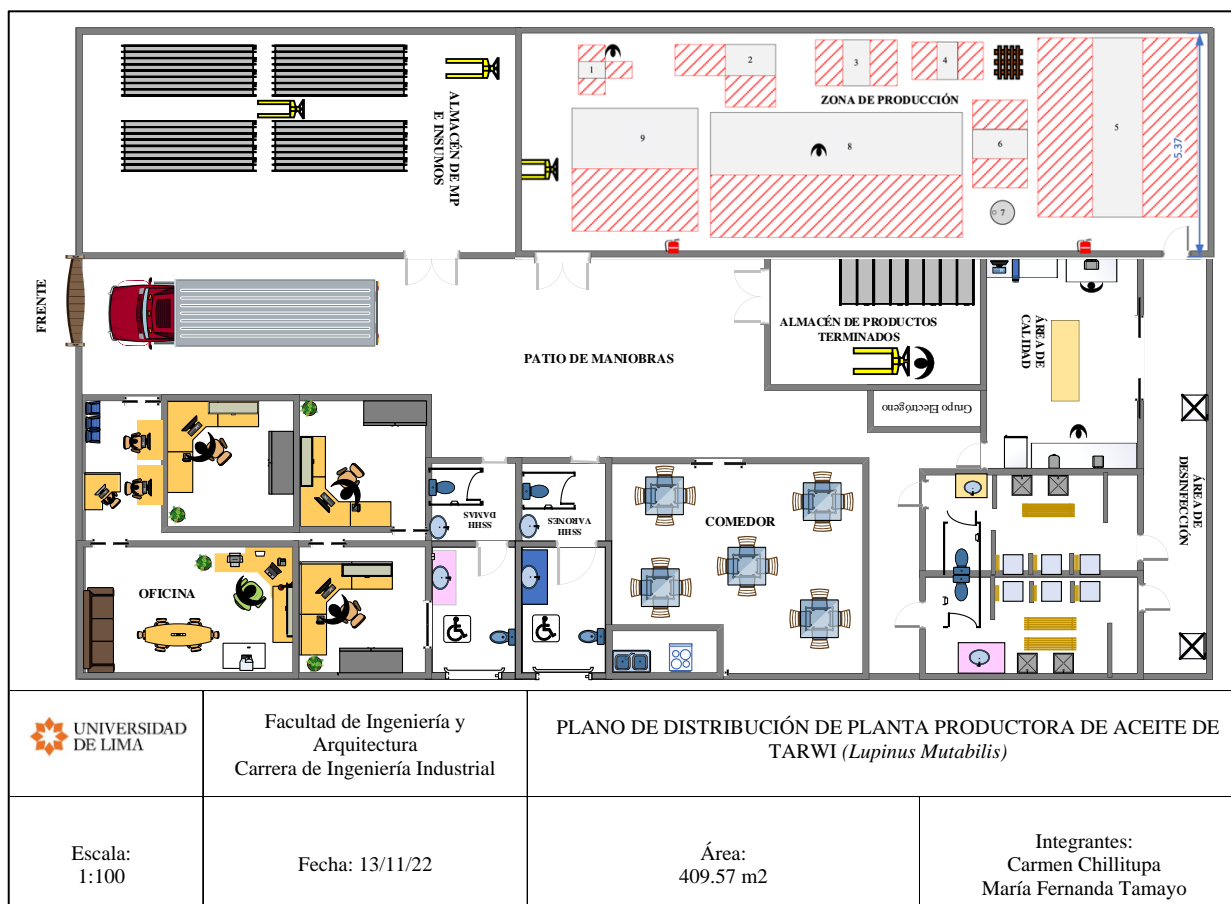 ALMACÉN DE MP
E INSUMOS
1
2
3
4
ZONA DE PRODUCCIÓN
5
5.37
6
7
8
9
FRENTE
PATIO DE MANIOBRAS
ALMACÉN DE PRODUCTOS
TERMINADOS
Grupo Electrógeno
ÁREA DE
CALIDAD
ÁREA DE
DESINFECCIÓN
SSHH
DAMAS
SSHH
VARONES
COMEDOR
OFICINA
UNIVERSIDAD
DE LIMA
Facultad de Ingeniería y
Arquitectura
Carrera de Ingeniería Industrial
PLANO DE DISTRIBUCIÓN DE PLANTA PRODUCTORA DE ACEITE DE
TARWI (Lupinus Mutabilis)
Escala:
1:100
Fecha: 13/11/22
Área:
409.57 m2
Integrantes:
Carmen Chillitupa
María Fernanda Tamayo